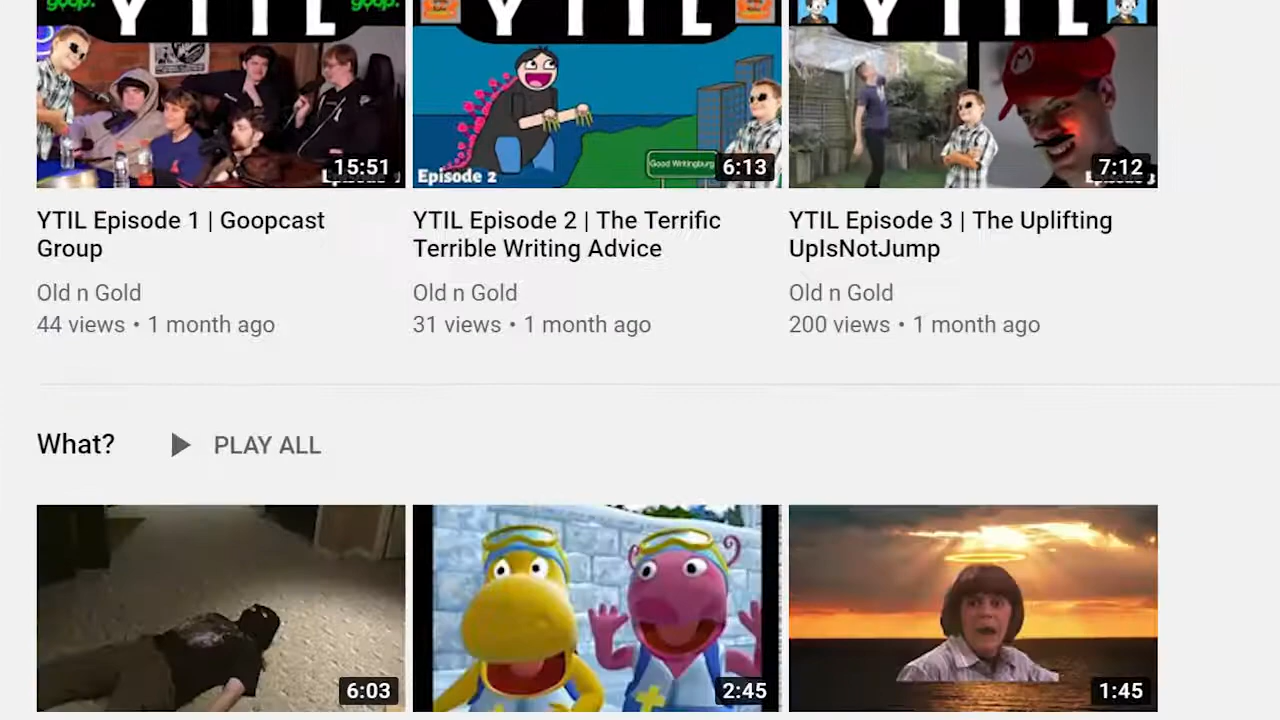 goop. YTIL goop.
YTIL
YTIL
15:51
Episode 2
Good Writingburg
6:13
7:12
YTIL Episode 1 | Goopcast
Group
YTIL Episode 2 | The Terrific
Terrible Writing Advice
YTIL Episode 3 | The Uplifting
UpIsNotJump
Old n Gold
44 views • 1 month ago
Old n Gold
31 views • 1 month ago
Old n Gold
200 views • 1 month ago
What?
PLAY ALL
6:03
2:45
1:45